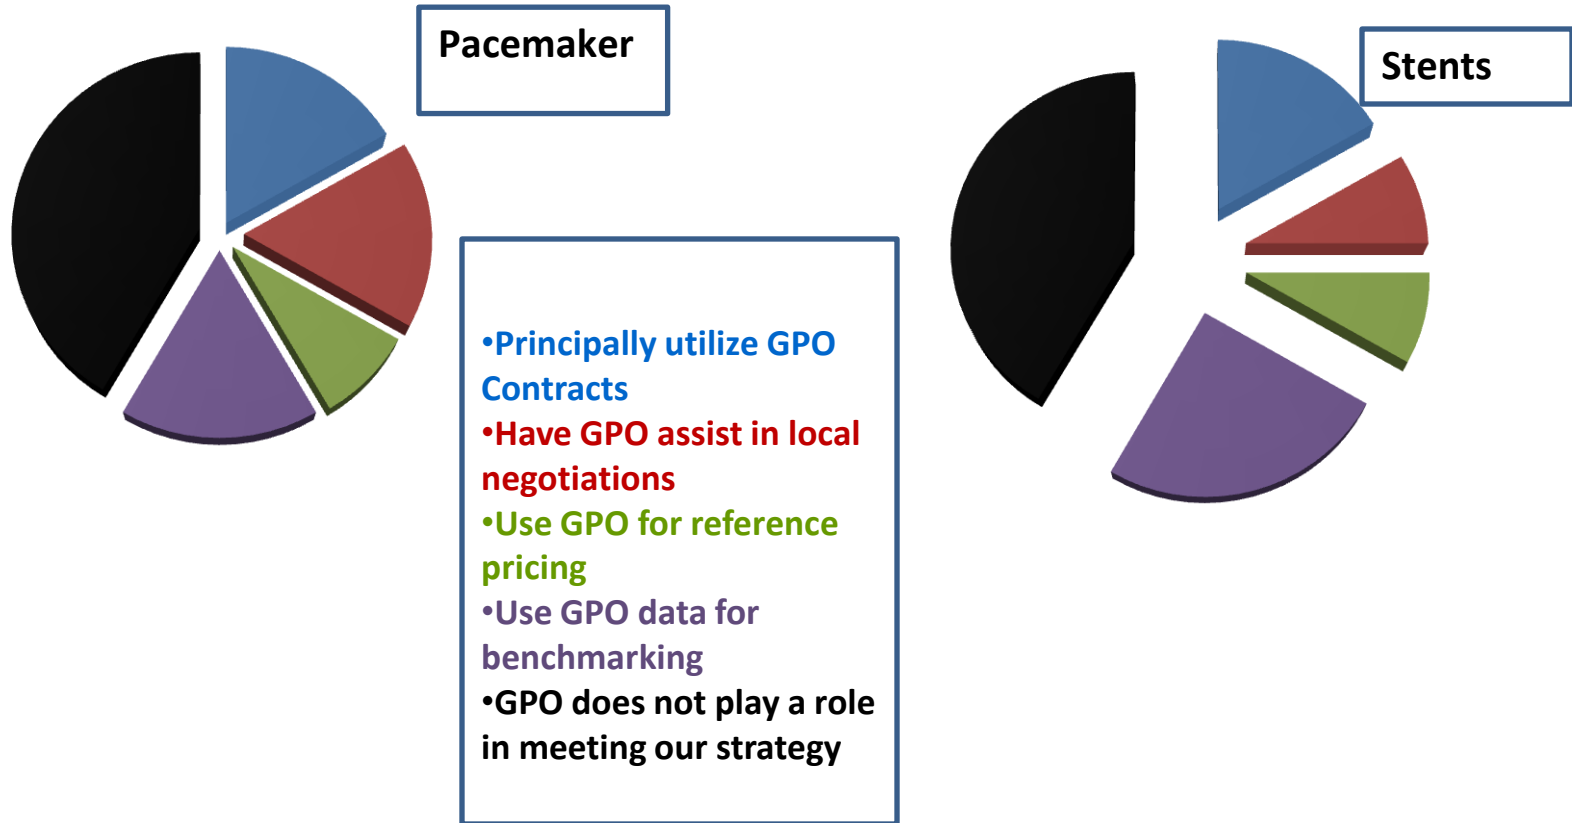 Pacemaker
Stents
•Principally utilize GPO
Contracts
•Have GPO assist in local
negotiations
•Use GPO for reference
pricing
•Use GPO data for
benchmarking
•GPO does not play a role
in meeting our strategy